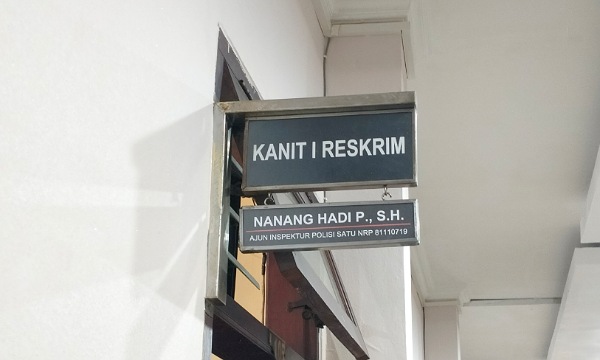 KANIT I RESKRIM
NANANG HADI P., S.H.
AJUN INSPEKTUR POLISI SATU NRP 81110719